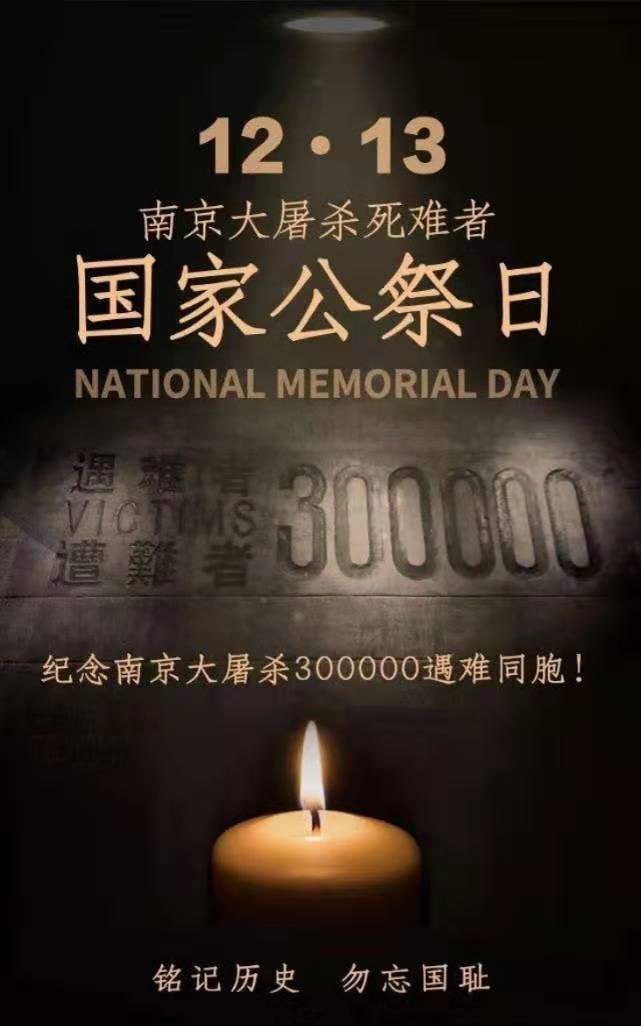 12·13
南京大屠杀死难者
国家公祭日
NATIONAL MEMORIAL DAY
遇难者
VICTIMS 300000
遭難者
纪念南京大屠杀300000遇难同胞！
铭记历史 勿忘国耻